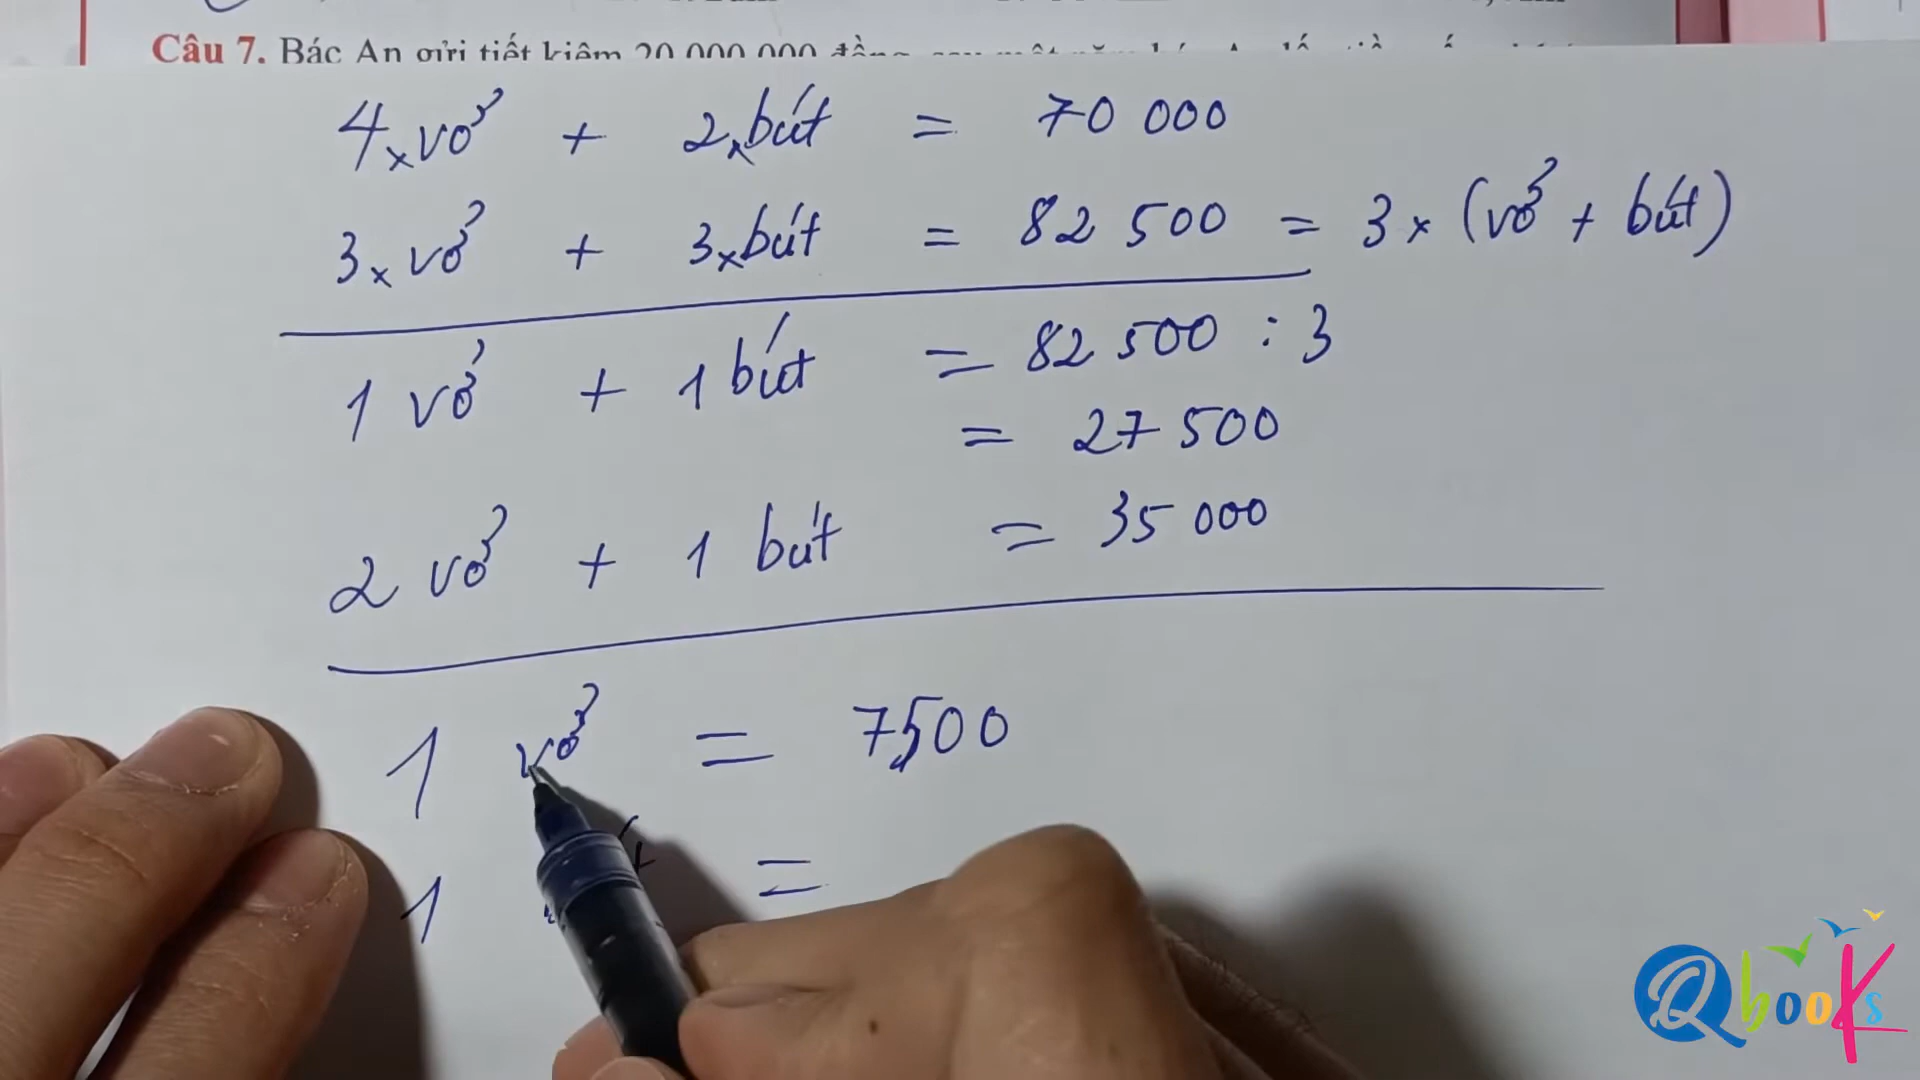 Câu 7. Bác An gửi tiết kiệm 20 000 000 đồng
4 x vở + 2 x bút = 70 000
3 x vở + 3 x bút = 82 500 = 3 x (vở + bút)
1 vở + 1 bút = 82 500 : 3
= 27 500
2 vở + 1 bút = 35 000
1 vở = 7500
1 =
Qbooks